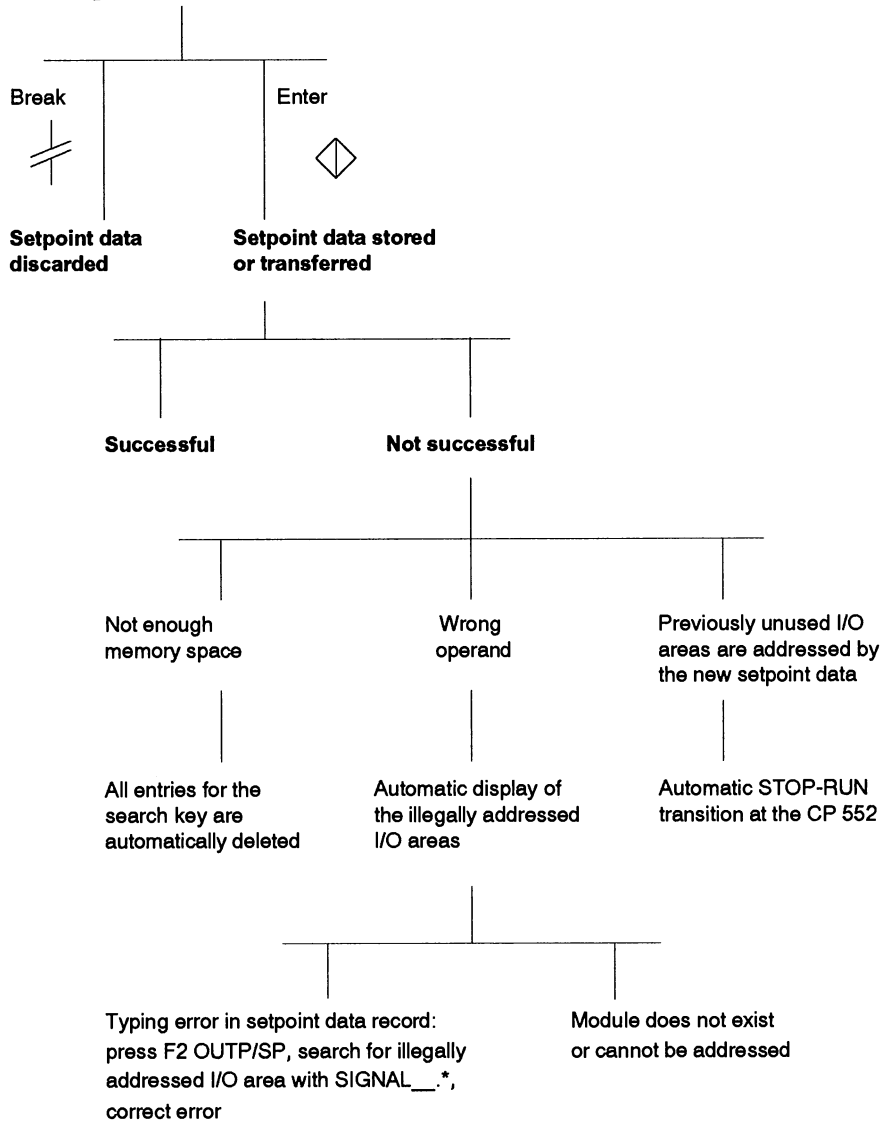 Break
Enter
Setpoint data
discarded
Setpoint data stored
or transferred
Successful
Not successful
Not enough
memory space
Wrong
operand
Previously unused I/O
areas are addressed by
the new setpoint data
All entries for the
search key are
automatically deleted
Automatic display of
the illegally addressed
I/O areas
Automatic STOP-RUN
transition at the CP 552
Typing error in setpoint data record:
press F2 OUTP/SP, search for illegally
addressed I/O area with SIGNAL__.*,
correct error
Module does not exist
or cannot be addressed